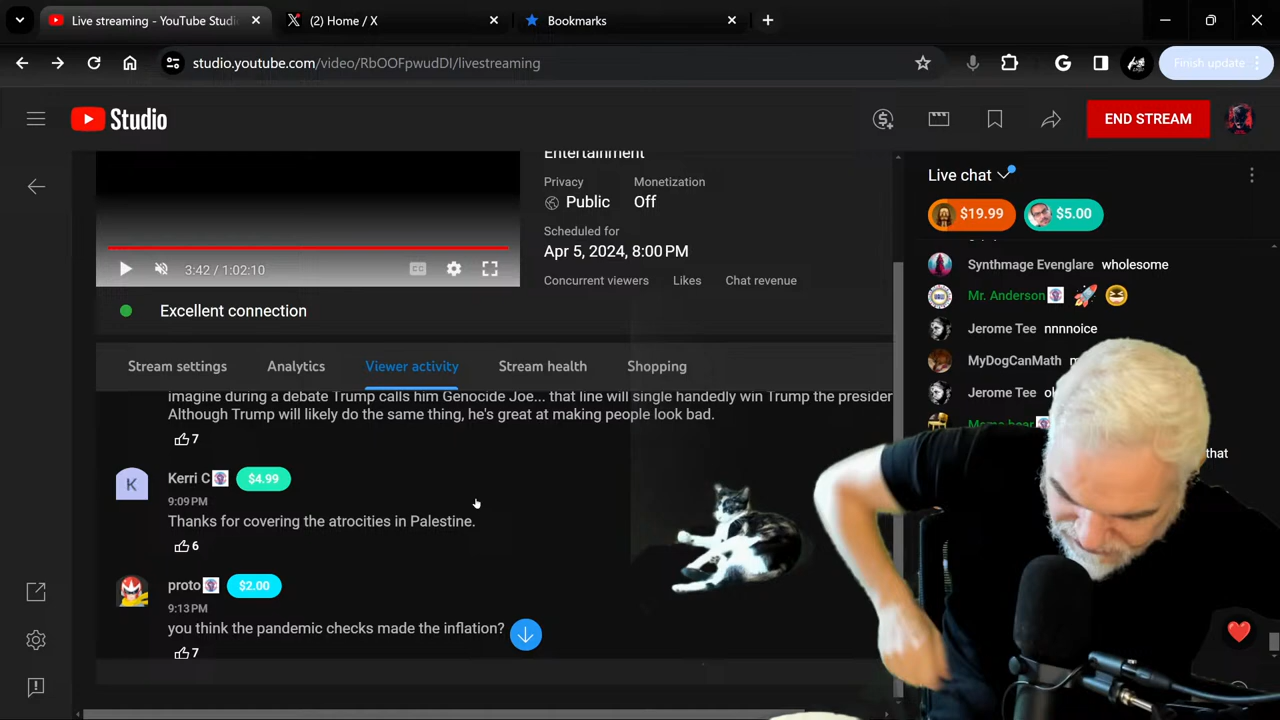 Live streaming - YouTube Studi
(2) Home / X
Bookmarks
studio.youtube.com/video/RbOOFpwudDI/livestreaming
Finish update
Studio
END STREAM
Entertainment
Privacy
Monetization
Public
Off
Scheduled for
Apr 5, 2024, 8:00 PM
Concurrent viewers
Likes
Chat revenue
3:42 / 1:02:10
Excellent connection
Stream settings
Analytics
Viewer activity
Stream health
Shopping
imagine during a debate Trump calls him Genocide Joe... that line will single handedly win Trump the presider
Although Trump will likely do the same thing, he's great at making people look bad.
7
K
Kerri C $4.99
9:09 PM
Thanks for covering the atrocities in Palestine.
6
proto $2.00
9:13 PM
you think the pandemic checks made the inflation?
7
Live chat
$19.99
$5.00
Synthmage Evenglare wholesome
Mr. Anderson
Jerome Tee nnnnoice
MyDogCanMath
Jerome Tee
Mama bear
that